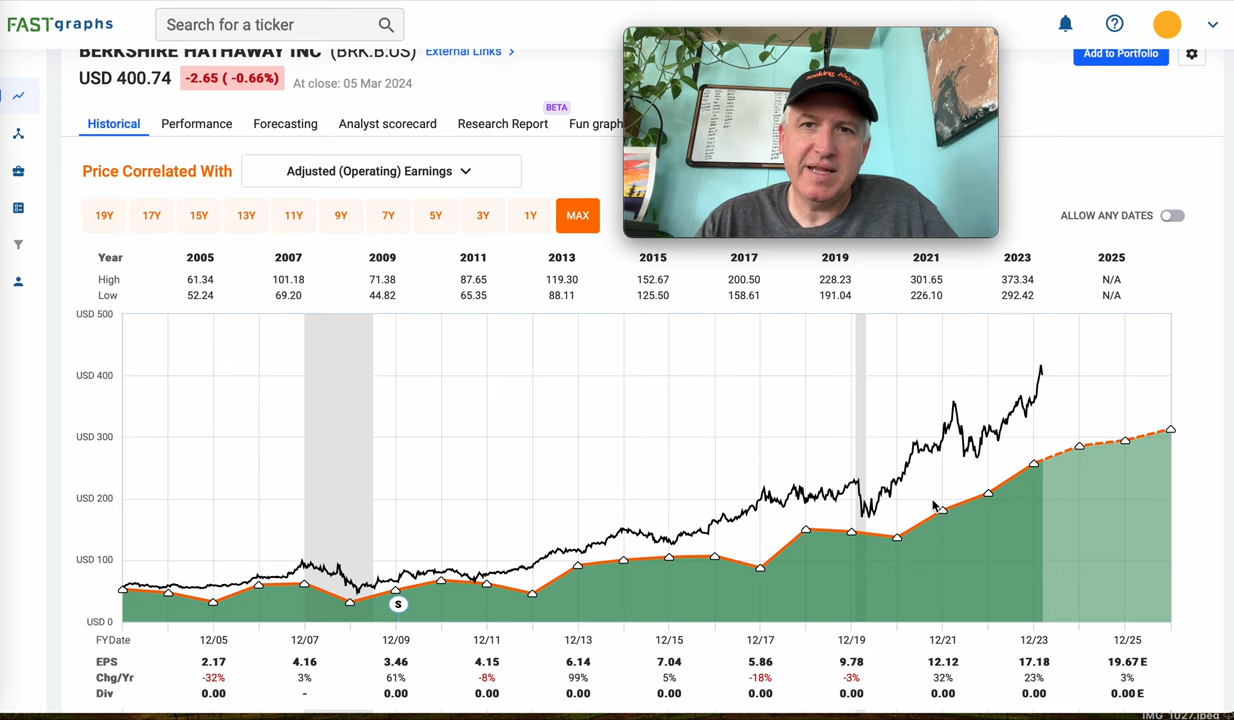 FASTgraphs
Search for a ticker
BERKSHIRE HATHAWAY INC (BRK.B.US) External Links >
USD 400.74 -2.65 ( -0.66%) At close: 05 Mar 2024
Add to Portfolio
BETA
Historical Performance Forecasting Analyst scorecard Research Report Fun graph
Seeking Alpha
Price Correlated With Adjusted (Operating) Earnings
19Y 17Y 15Y 13Y 11Y 9Y 7Y 5Y 3Y 1Y MAX
ALLOW ANY DATES
Year 2005 2007 2009 2011 2013 2015 2017 2019 2021 2023 2025
High 61.34 101.18 71.38 87.65 119.30 152.67 200.50 228.23 301.65 373.34 N/A
Low 52.24 69.20 44.82 65.35 88.11 125.50 158.61 191.04 226.10 292.42 N/A
USD 500
USD 400
USD 300
USD 200
USD 100
S
USD 0
FYDate 12/05 12/07 12/09 12/11 12/13 12/15 12/17 12/19 12/21 12/23 12/25
EPS 2.17 4.16 3.46 4.15 6.14 7.04 5.86 9.78 12.12 17.18 19.67 E
Chg/Yr -32% 3% 61% -8% 99% 5% -18% -3% 32% 23% 3%
Div 0.00 - 0.00 0.00 0.00 0.00 0.00 0.00 0.00 0.00 0.00 E
IMG_1027.jpeg